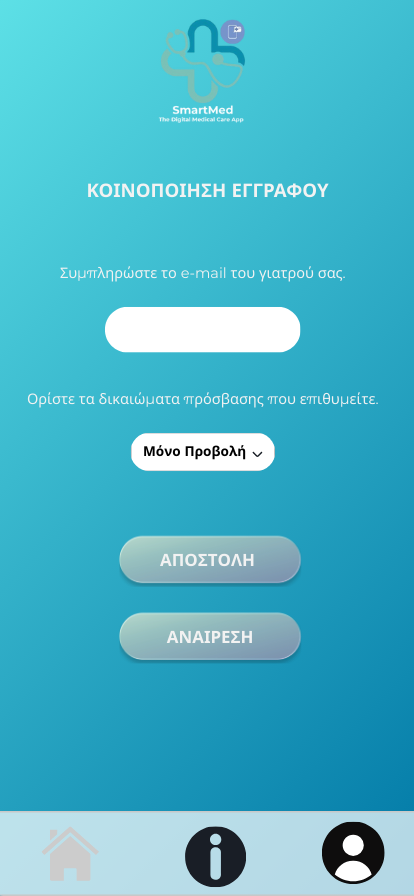 SmartMed
The Digital Medical Care App
ΚΟΙΝΟΠΟΙΗΣΗ ΕΓΓΡΑΦΟΥ
Συμπληρώστε το e-mail του γιατρού σας.
Ορίστε τα δικαιώματα πρόσβασης που επιθυμείτε.
Μόνο Προβολή
ΑΠΟΣΤΟΛΗ
ΑΝΑΙΡΕΣΗ